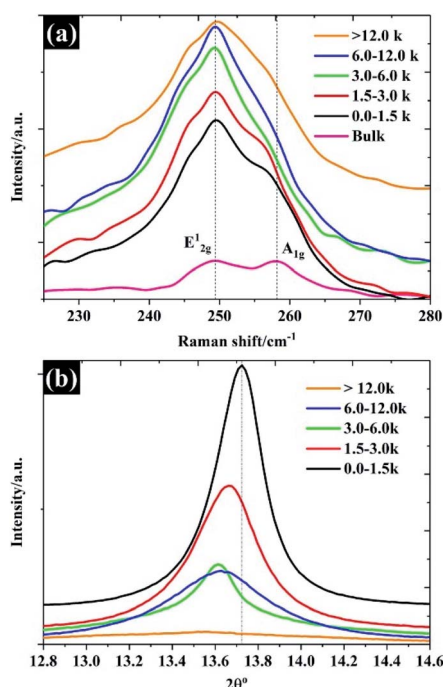 (a)
>12.0 k
6.0-12.0 k
3.0-6.0 k
1.5-3.0 k
0.0-1.5 k
Bulk
Intensity/a.u.
E¹₂g
A₁g
230 240 250 260 270 280
Raman shift/cm⁻¹
(b)
> 12.0k
6.0-12.0k
3.0-6.0k
1.5-3.0k
0.0-1.5k
Intensity/a.u.
12.8 13.0 13.2 13.4 13.6 13.8 14.0 14.2 14.4 14.6
2θº